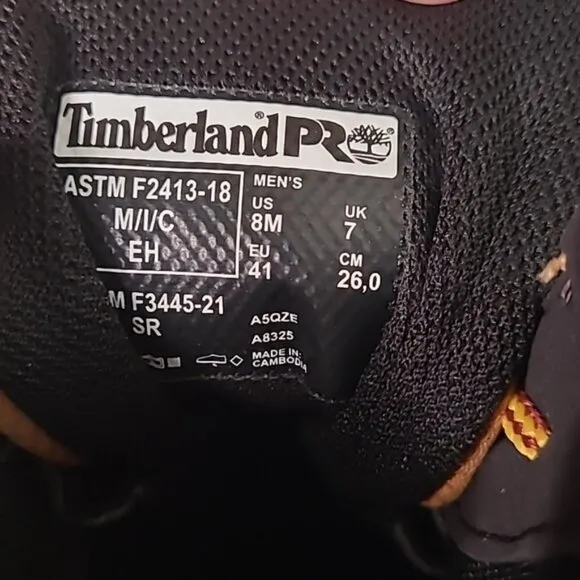 Timberland® PRO®
ASTM F2413-18
M/I/C
EH
M F3445-21
SR
MEN'S
US
8M
UK
7
EU
41
CM
26,0
A5QZE
A8325
MADE IN:
CAMBODIA